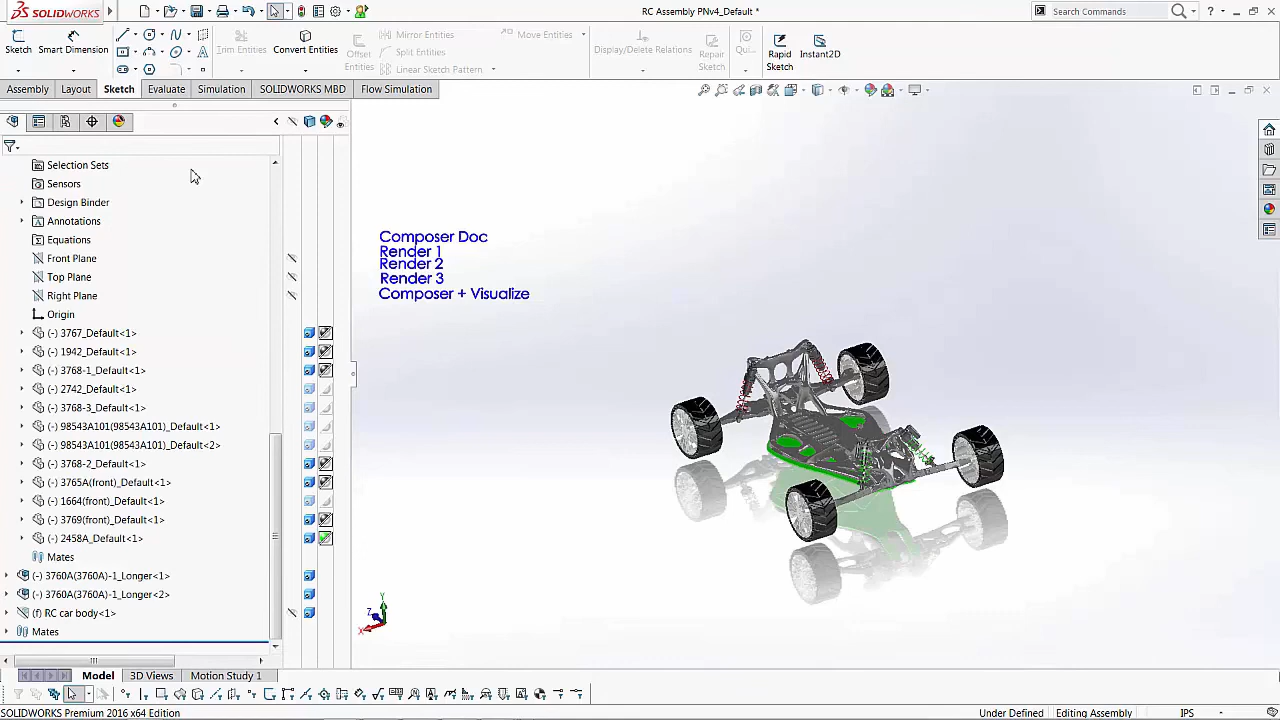 SOLIDWORKS
RC Assembly PNv4_Default *
Search Commands
?
Sketch
Smart Dimension
Trim Entities
Convert Entities
Offset Entities
Mirror Entities
Split Entities
Linear Sketch Pattern
Move Entities
Display/Delete Relations
Repair Sketch
Qui...
Rapid Sketch
Instant2D
Assembly
Layout
Sketch
Evaluate
Simulation
SOLIDWORKS MBD
Flow Simulation
Selection Sets
Sensors
Design Binder
Annotations
Equations
Front Plane
Top Plane
Right Plane
Origin
(-) 3767_Default<1>
(-) 1942_Default<1>
(-) 3768-1_Default<1>
(-) 2742_Default<1>
(-) 3768-3_Default<1>
(-) 98543A101(98543A101)_Default<1>
(-) 98543A101(98543A101)_Default<2>
(-) 3768-2_Default<1>
(-) 3765A(front)_Default<1>
(-) 1664(front)_Default<1>
(-) 3769(front)_Default<1>
(-) 2458A_Default<1>
Mates
(-) 3760A(3760A)-1_Longer<1>
(-) 3760A(3760A)-1_Longer<2>
(f) RC car body<1>
Mates
Composer Doc
Render 1
Render 2
Render 3
Composer + Visualize
Y
Z
X
Model
3D Views
Motion Study 1
SOLIDWORKS Premium 2016 x64 Edition
Under Defined
Editing Assembly
IPS